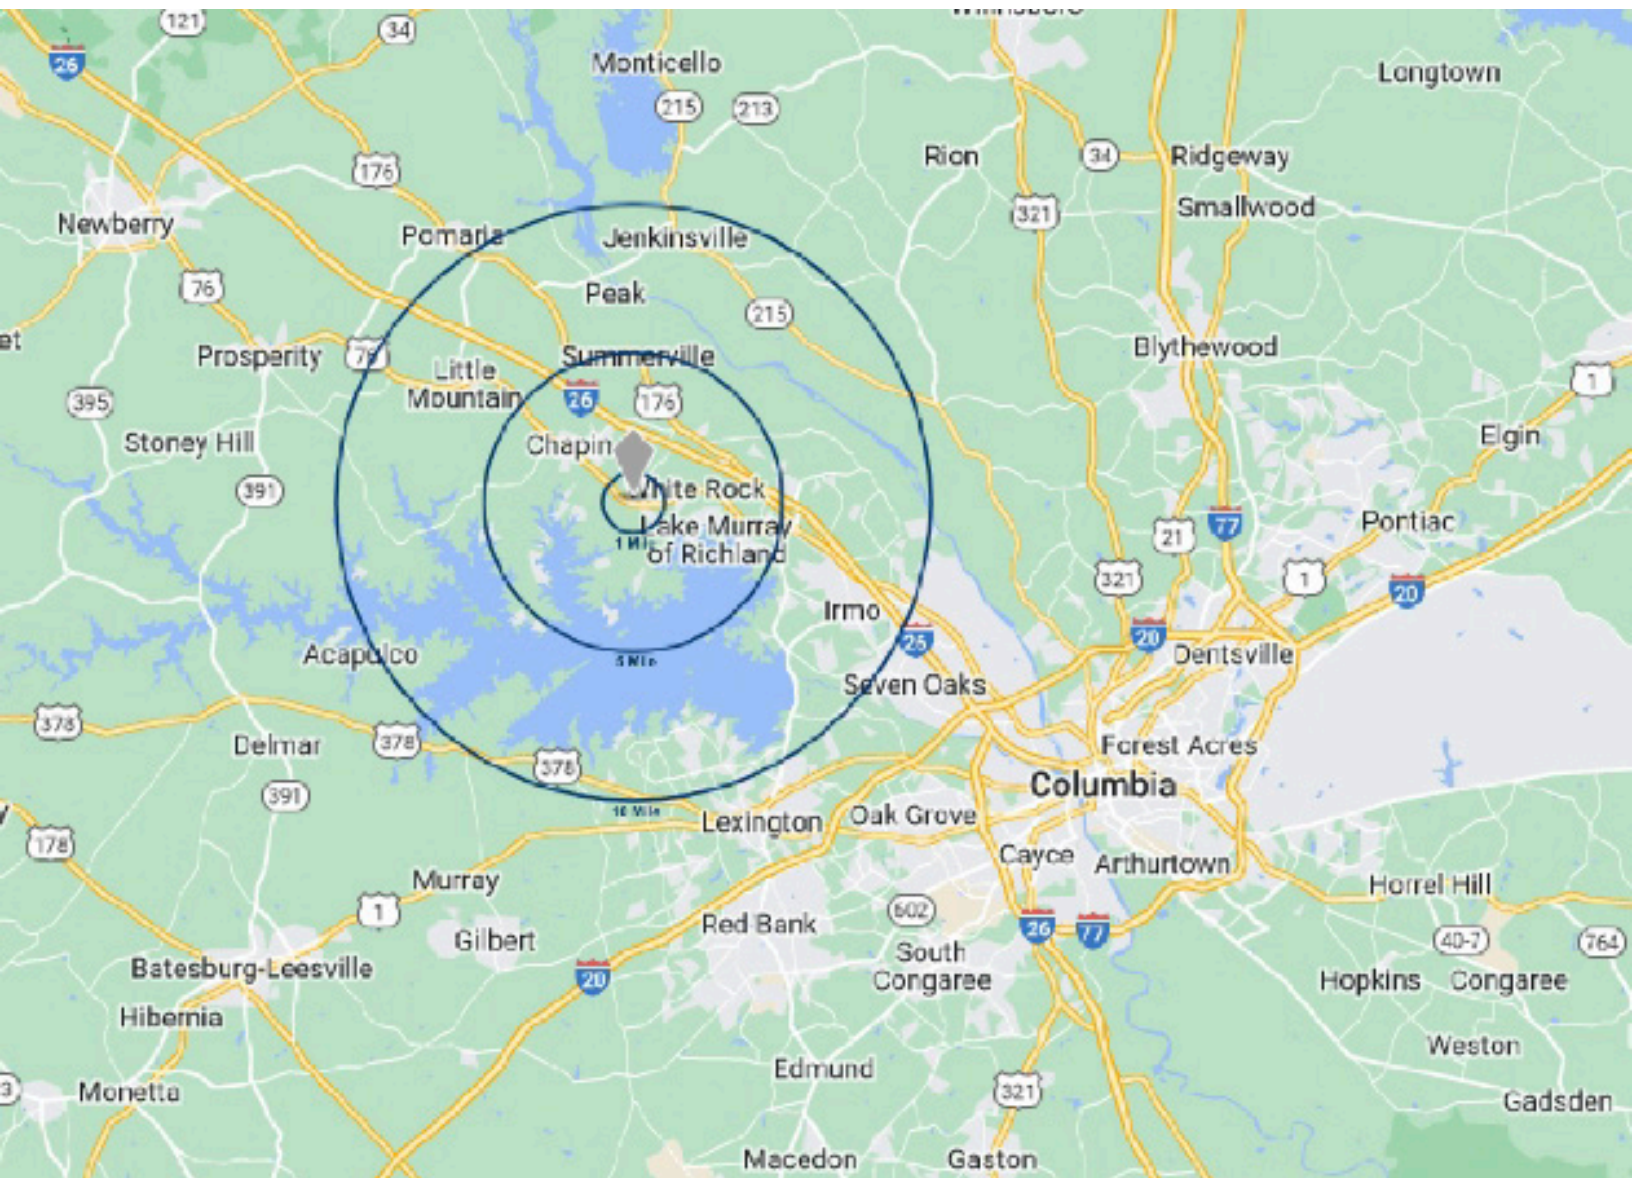 121
34
26
Monticello
Longtown
215
213
Rion
34
Ridgeway
176
321
Smallwood
Newberry
Pomaria
Jenkinsville
76
Peak
215
Prosperity
76
Summerville
Blythewood
Little
Mountain
1
395
26
176
Stoney Hill
Chapin
Elgin
391
White Rock
Lake Murray
of Richland
1 Mile
77
Pontiac
21
321
1
20
Irmo
Acapulco
5 Mile
20
Dentsville
Seven Oaks
378
Delmar
378
378
Forest Acres
Columbia
391
10 Mile
Lexington
Oak Grove
178
Cayce
Arthurtown
Murray
Horrel Hill
1
602
Red Bank
26
77
Gilbert
South
Congaree
40-7
764
Batesburg-Leesville
20
Hopkins
Congaree
Hibernia
Weston
Edmund
3
Monetta
321
Gadsden
Macedon
Gaston